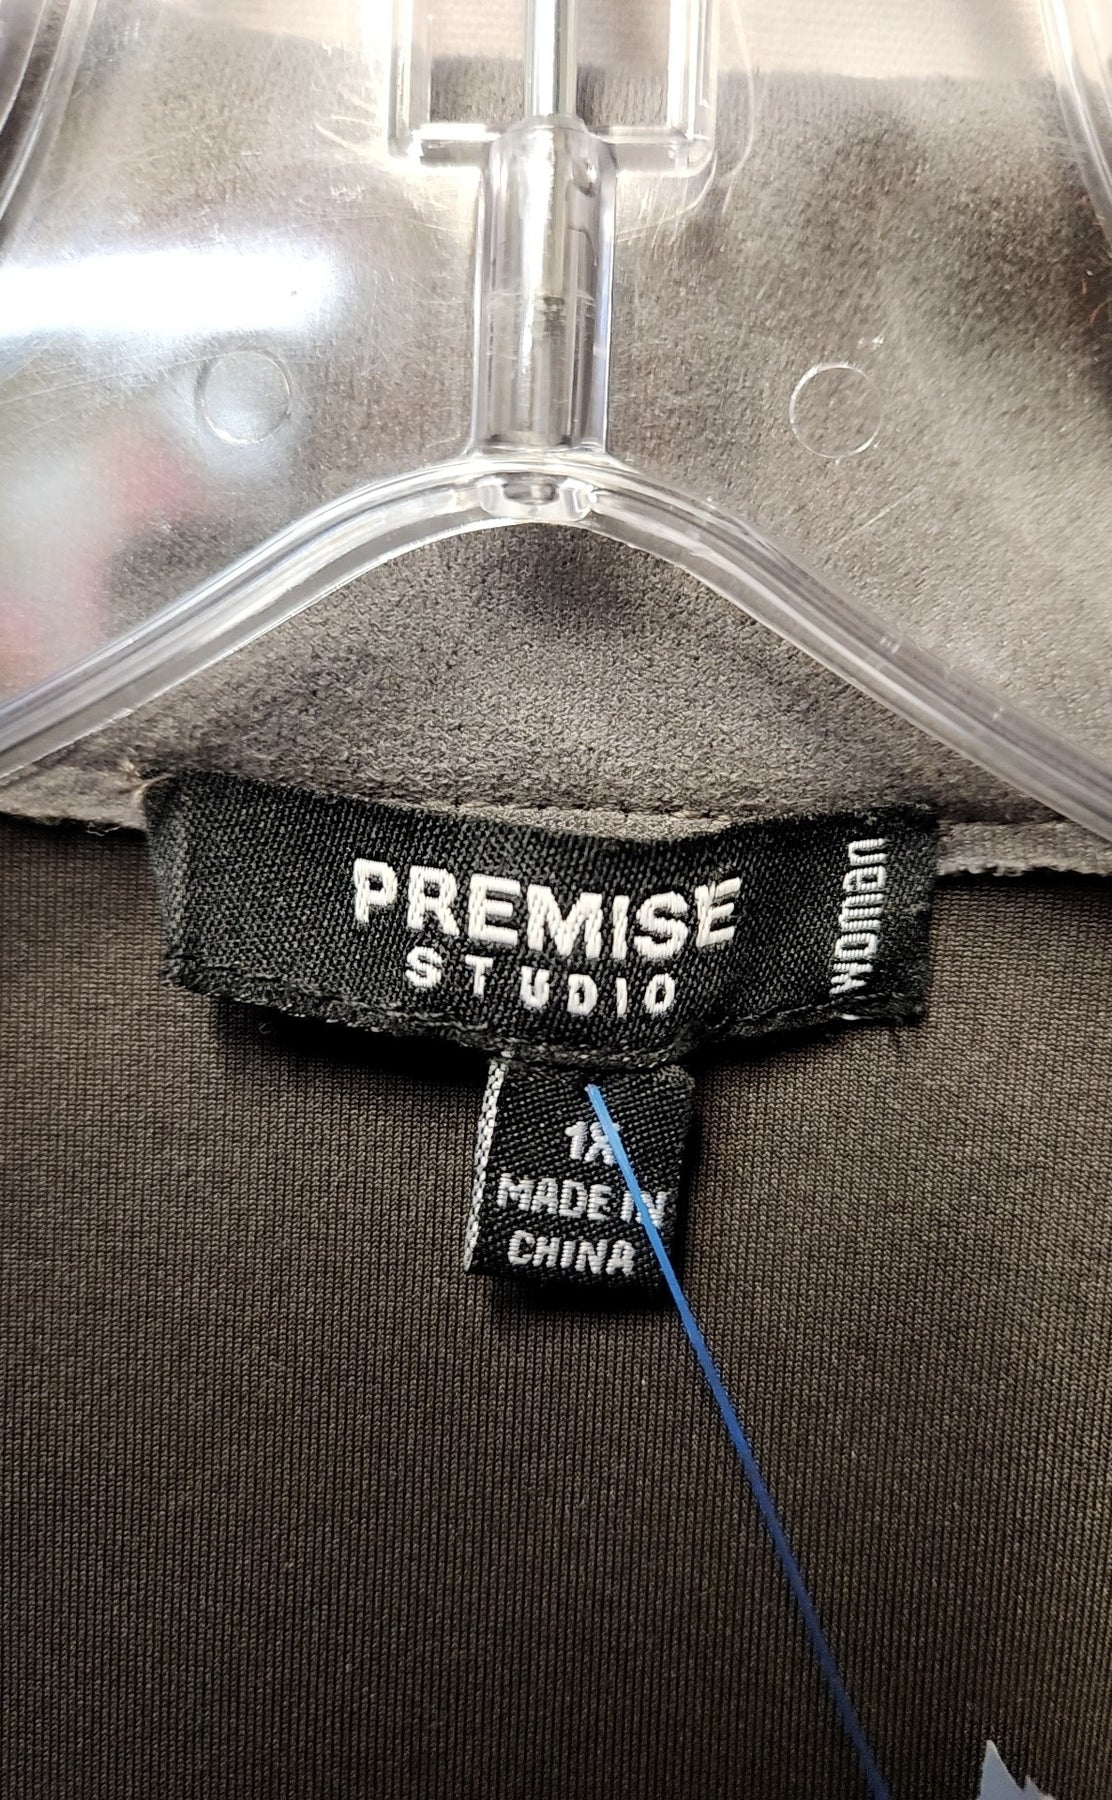 PREMISE
STUDIO
woman
1X
MADE IN
CHINA